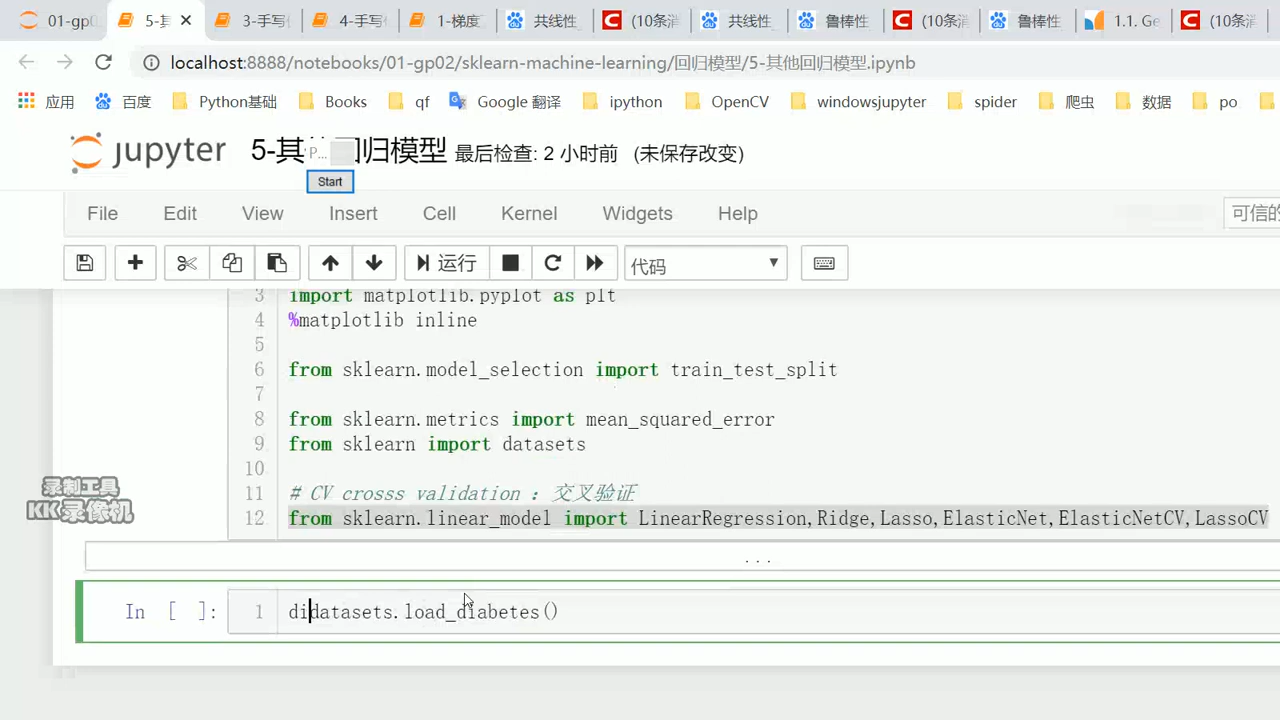 01-gp0
5-其
3-手写
4-手写
1-梯度
共线性
(10条消
共线性
鲁棒性
(10条消
鲁棒性
1.1. Ge
(10条消
localhost:8888/notebooks/01-gp02/sklearn-machine-learning/回归模型/5-其他回归模型.ipynb
应用 百度 Python基础 Books qf Google 翻译 ipython OpenCV windowsjupyter spider 爬虫 数据 po
jupyter 5-其 回归模型 最后检查: 2 小时前 (未保存改变)
P...
Start
File Edit View Insert Cell Kernel Widgets Help 可信的
运行 代码
3 import matplotlib.pyplot as plt
4 %matplotlib inline
5
6 from sklearn.model_selection import train_test_split
7
8 from sklearn.metrics import mean_squared_error
9 from sklearn import datasets
10
11 # CV crosss validation : 交叉验证
12 from sklearn.linear_model import LinearRegression,Ridge,Lasso,ElasticNet,ElasticNetCV,LassoCV
录制工具
KK录像机
...
In [ ]: 1 didatasets.load_diabetes()